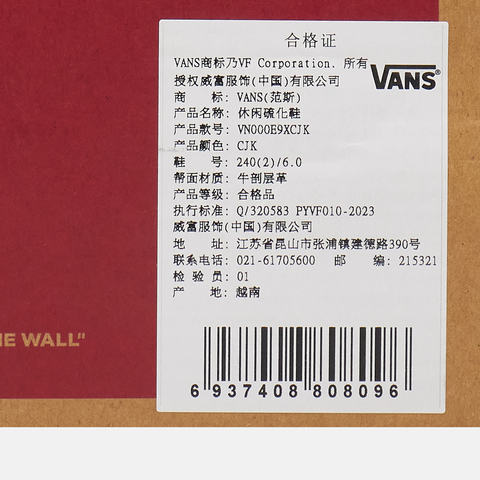 合格证
VANS商标乃VF Corporation、所有
授权威富服饰(中国)有限公司
VANS®
商 标: VANS(范斯)
产品名称: 休闲硫化鞋
产品款号: VN000E9XCJK
产品颜色: CJK
鞋 号: 240(2)/6.0
帮面材质: 牛剖层革
产品等级: 合格品
执行标准: Q/320583 PYVF010-2023
威富服饰(中国)有限公司
地 址: 江苏省昆山市张浦镇建德路390号
联系电话: 021-61705600 邮 编: 215321
检 验 员: 01
产 地: 越南
HE WALL"
6 937408 808096